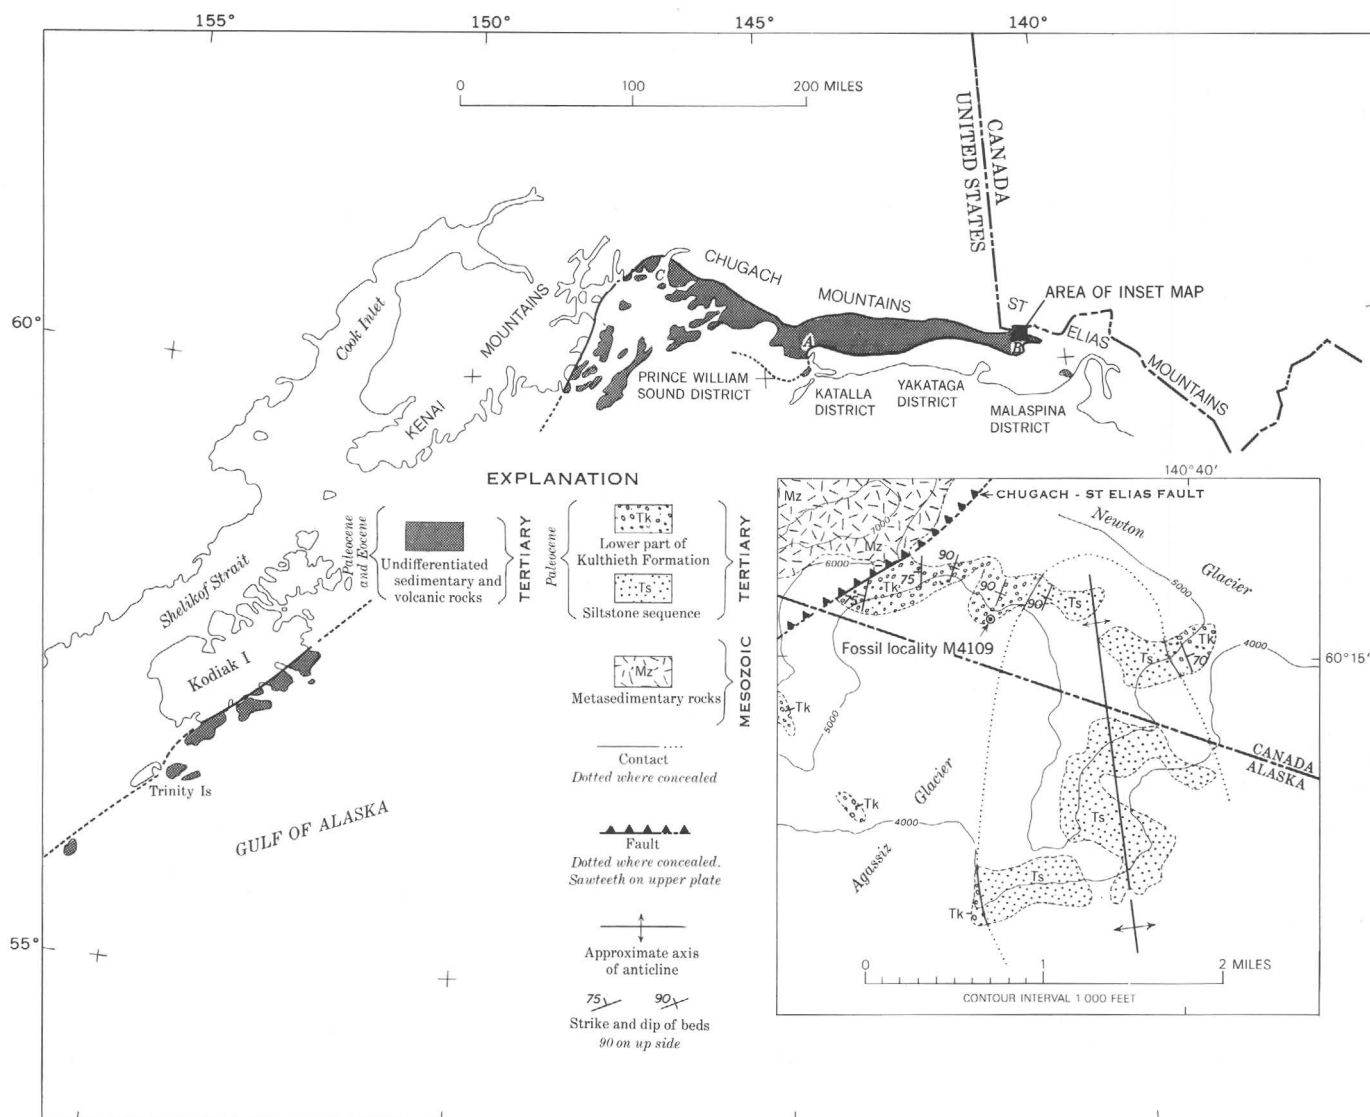 155° 150° 145° 140°
0 100 200 MILES
CANADA
UNITED STATES
CHUGACH
MOUNTAINS
ST
ELIAS
MOUNTAINS
AREA OF INSET MAP
60°
Cook Inlet
KENAI
MOUNTAINS
C
A
B
PRINCE WILLIAM
SOUND DISTRICT
KATALLA
DISTRICT
YAKATAGA
DISTRICT
MALASPINA
DISTRICT
Shelikof Strait
Kodiak I
Trinity Is
GULF OF ALASKA
55°
EXPLANATION
Paleocene
and Eocene
Undifferentiated
sedimentary and
volcanic rocks
TERTIARY
Paleocene
Tk
Lower part of
Kulthieth Formation
Ts
Siltstone sequence
TERTIARY
Mz
Metasedimentary rocks
MESOZOIC
Contact
Dotted where concealed
Fault
Dotted where concealed.
Sawteeth on upper plate
Approximate axis
of anticline
75 90
Strike and dip of beds
90 on up side
140°40'
CHUGACH - ST ELIAS FAULT
Mz
7000
Newton
Glacier
Mz
6000
90
75
Tk
75
90
90
Ts
5000
4000
Fossil locality M4109
Ts
Tk
70
60°15'
Tk
5000
CANADA
ALASKA
Agassiz
Glacier
Tk
4000
Ts
Ts
Tk
0 1 2 MILES
CONTOUR INTERVAL 1000 FEET